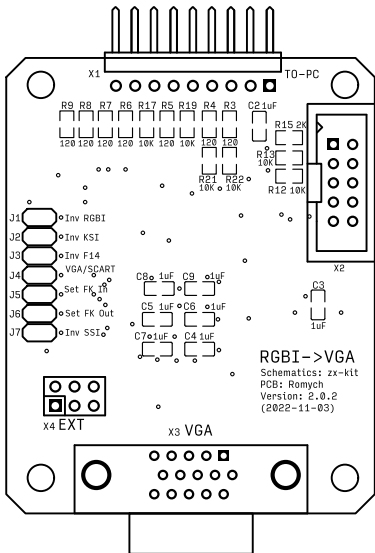 X1
TO-PC
R9 R8 R7 R6 R17 R5 R19 R4 R3 C2 1uF
120 120 120 120 10K 120 10K 120 120
R15 2K
R13
10K
R12 10K
R21 R22
10K 10K
X2
J1 Inv RGBI
J2 Inv KSI
J3 Inv F14
J4 VGA/SCART
J5 Set FK In
J6 Set FK Out
J7 Inv SSI
C8 1uF C9 1uF
C5 1uF C6 1uF
C7 1uF C4 1uF
C3
1uF
RGBI->VGA
Schematics: zx-kit
PCB: Romych
Version: 2.0.2
(2022-11-03)
X4 EXT
X3 VGA